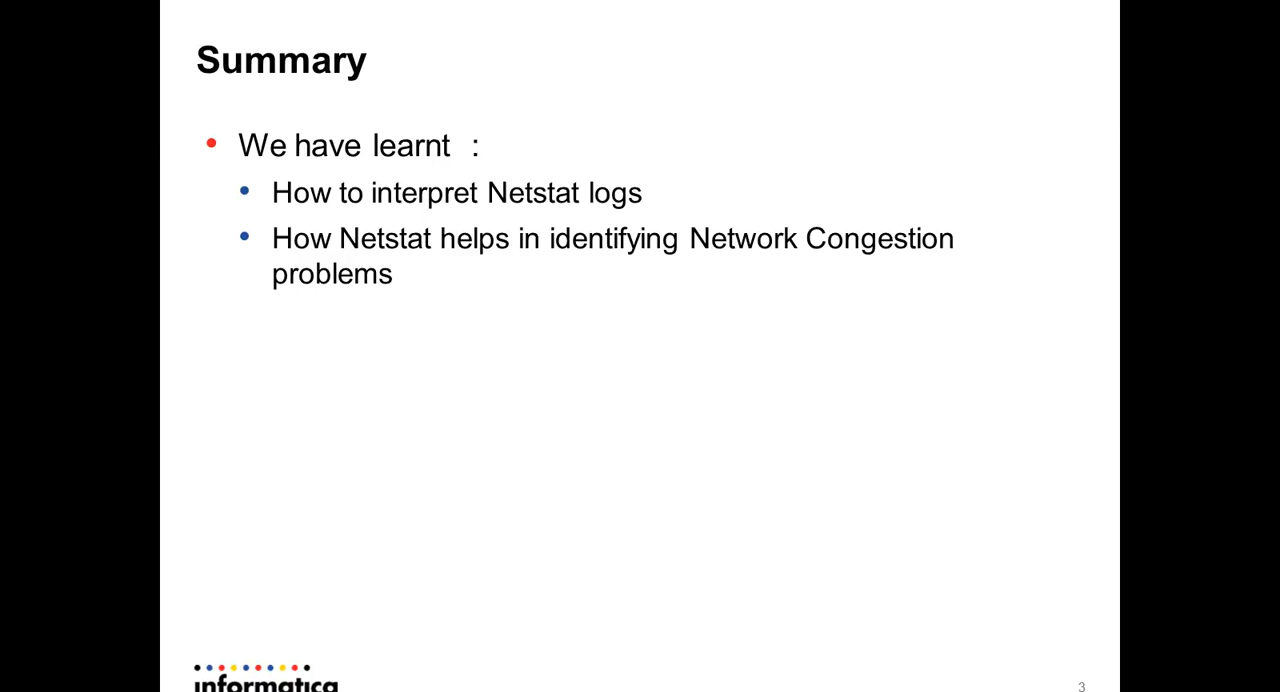 Summary
• We have learnt :
• How to interpret Netstat logs
• How Netstat helps in identifying Network Congestion
problems
informatica
3